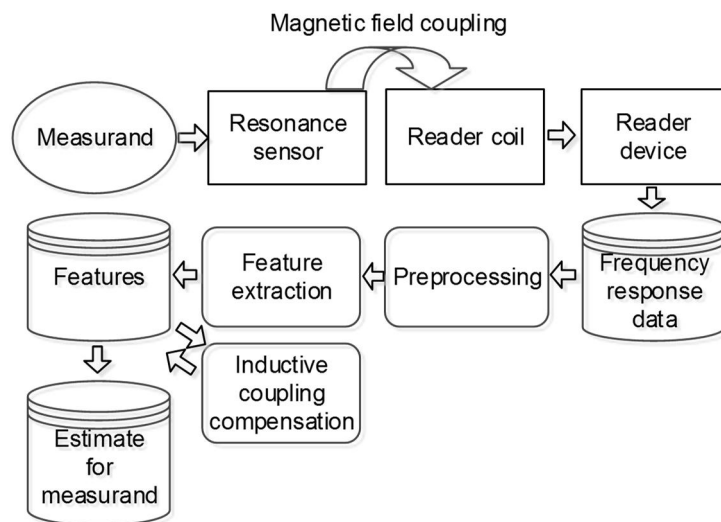 Magnetic field coupling
Measurand
Resonance
sensor
Reader coil
Reader
device
Features
Feature
extraction
Preprocessing
Frequency
response
data
Inductive
coupling
compensation
Estimate
for
measurand